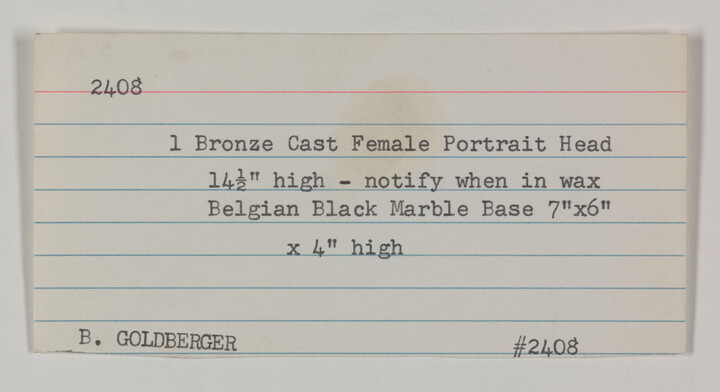 2408
1 Bronze Cast Female Portrait Head
14½" high - notify when in wax
Belgian Black Marble Base 7"x6"
x 4" high
B. GOLDBERGER #2408